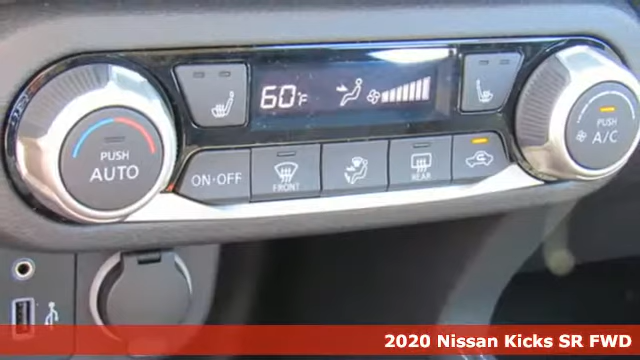 60°F
PUSH
AUTO
ON•OFF
FRONT
REAR
PUSH
A/C
2020 Nissan Kicks SR FWD